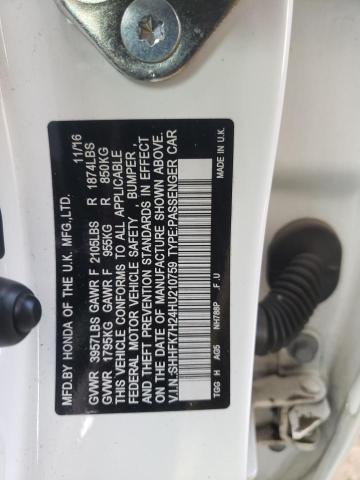 MFD.BY HONDA OF THE U.K. MFG.,LTD. 11/16
GVWR 3957LBS GAWR F 2105LBS R 1874LBS
GVWR 1795KG GAWR F 955KG R 850KG
THIS VEHICLE CONFORMS TO ALL APPLICABLE
FEDERAL MOTOR VEHICLE SAFETY, BUMPER,
AND THEFT PREVENTION STANDARDS IN EFFECT
ON THE DATE OF MANUFACTURE SHOWN ABOVE.
V.I.N.:SHHFK7H24HU210759 TYPE:PASSENGER CAR
TGG H AG5 NH788P F.U
MADE IN U.K.